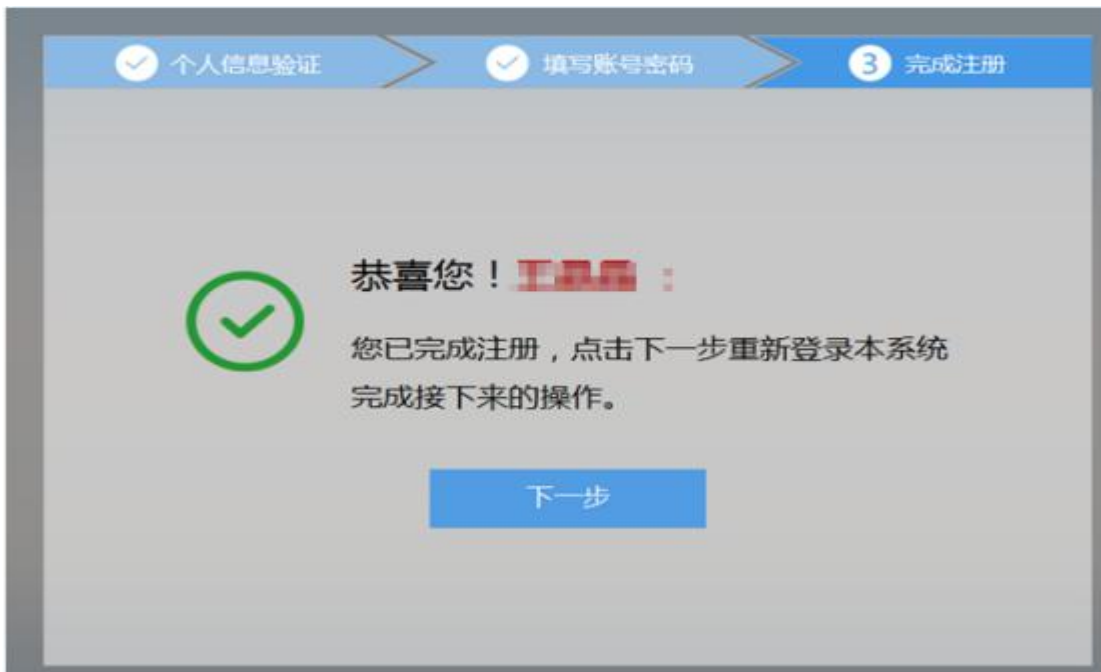 个人信息验证
填写账号密码
3 完成注册
恭喜您！
您已完成注册，点击下一步重新登录本系统
完成接下来的操作。
下一步